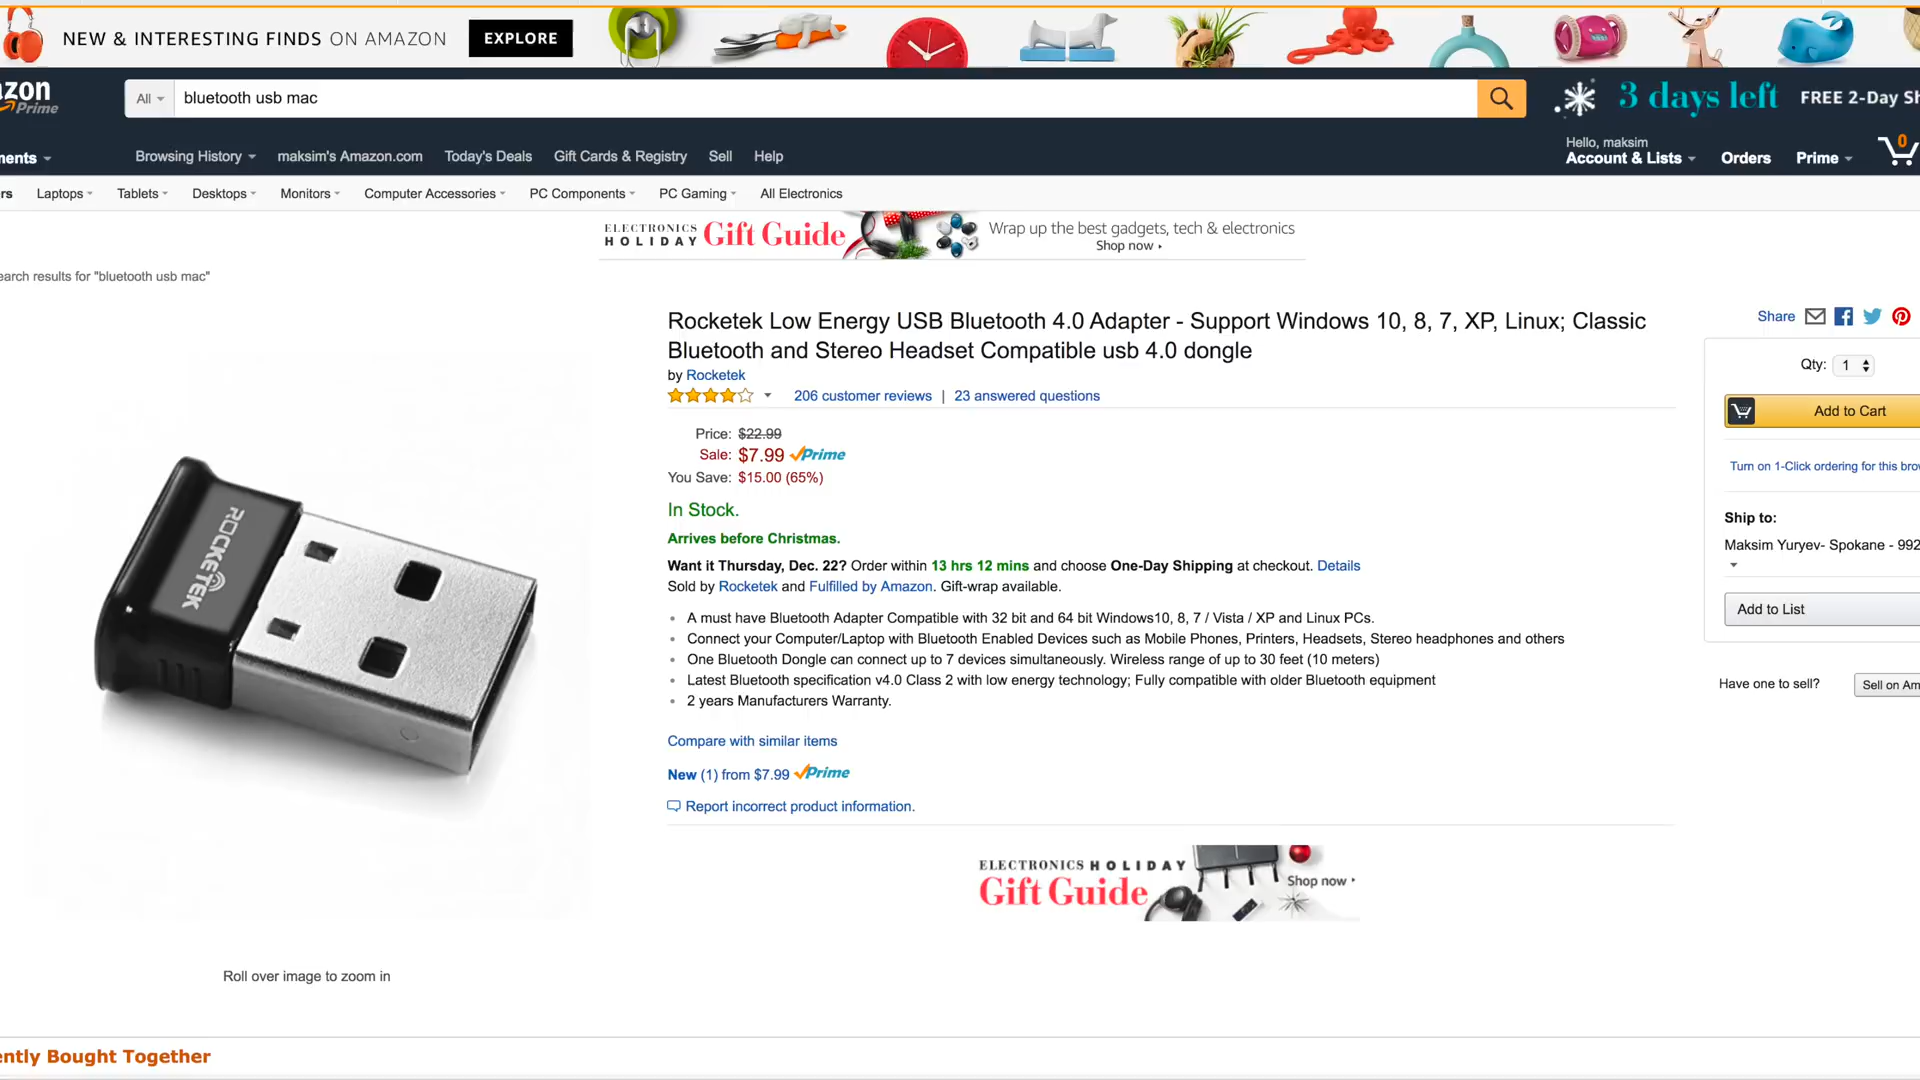 NEW & INTERESTING FINDS ON AMAZON
EXPLORE
All
bluetooth usb mac
3 days left
FREE 2-Day
Prime
Browsing History
maksim's Amazon.com
Today's Deals
Gift Cards & Registry
Sell
Help
Hello, maksim
Account & Lists
Orders
Prime
0
Laptops
Tablets
Desktops
Monitors
Computer Accessories
PC Components
PC Gaming
All Electronics
ELECTRONICS HOLIDAY Gift Guide
Wrap up the best gadgets, tech & electronics
Shop now
results for "bluetooth usb mac"
Rocketek Low Energy USB Bluetooth 4.0 Adapter - Support Windows 10, 8, 7, XP, Linux; Classic
Bluetooth and Stereo Headset Compatible usb 4.0 dongle
by Rocketek
206 customer reviews | 23 answered questions
Price: $22.99
Sale: $7.99 Prime
You Save: $15.00 (65%)
In Stock.
Arrives before Christmas.
Want it Thursday, Dec. 22? Order within 13 hrs 12 mins and choose One-Day Shipping at checkout. Details
Sold by Rocketek and Fulfilled by Amazon. Gift-wrap available.
A must have Bluetooth Adapter Compatible with 32 bit and 64 bit Windows10, 8, 7 / Vista / XP and Linux PCs.
Connect your Computer/Laptop with Bluetooth Enabled Devices such as Mobile Phones, Printers, Headsets, Stereo headphones and others
One Bluetooth Dongle can connect up to 7 devices simultaneously. Wireless range of up to 30 feet (10 meters)
Latest Bluetooth specification v4.0 Class 2 with low energy technology; Fully compatible with older Bluetooth equipment
2 years Manufacturers Warranty.
Compare with similar items
New (1) from $7.99 Prime
Report incorrect product information.
ELECTRONICS HOLIDAY
Gift Guide
Shop now
ROCKETEK
Roll over image to zoom in
Share
Qty: 1
Add to Cart
Turn on 1-Click ordering for this
Ship to:
Maksim Yuryev- Spokane - 992
Add to List
Have one to sell?
Sell on
Bought Together